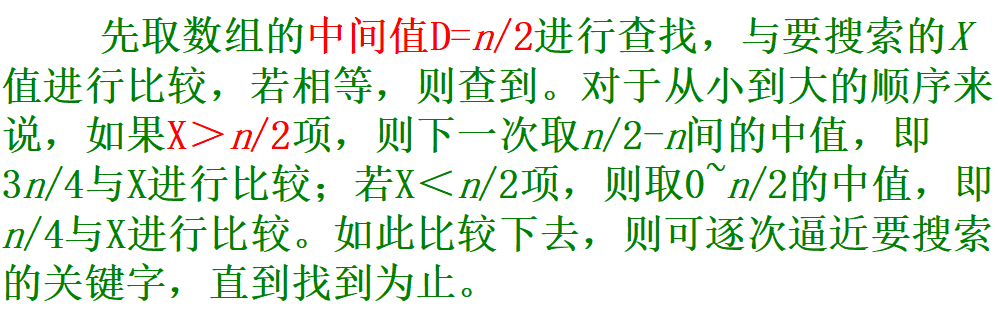 先取数组的中间值D=n/2进行查找，与要搜索的X
值进行比较，若相等，则查到。对于从小到大的顺序来
说，如果X＞n/2项，则下一次取n/2-n间的中值，即
3n/4与X进行比较；若X＜n/2项，则取0~n/2的中值，即
n/4与X进行比较。如此比较下去，则可逐次逼近要搜索
的关键字，直到找到为止。